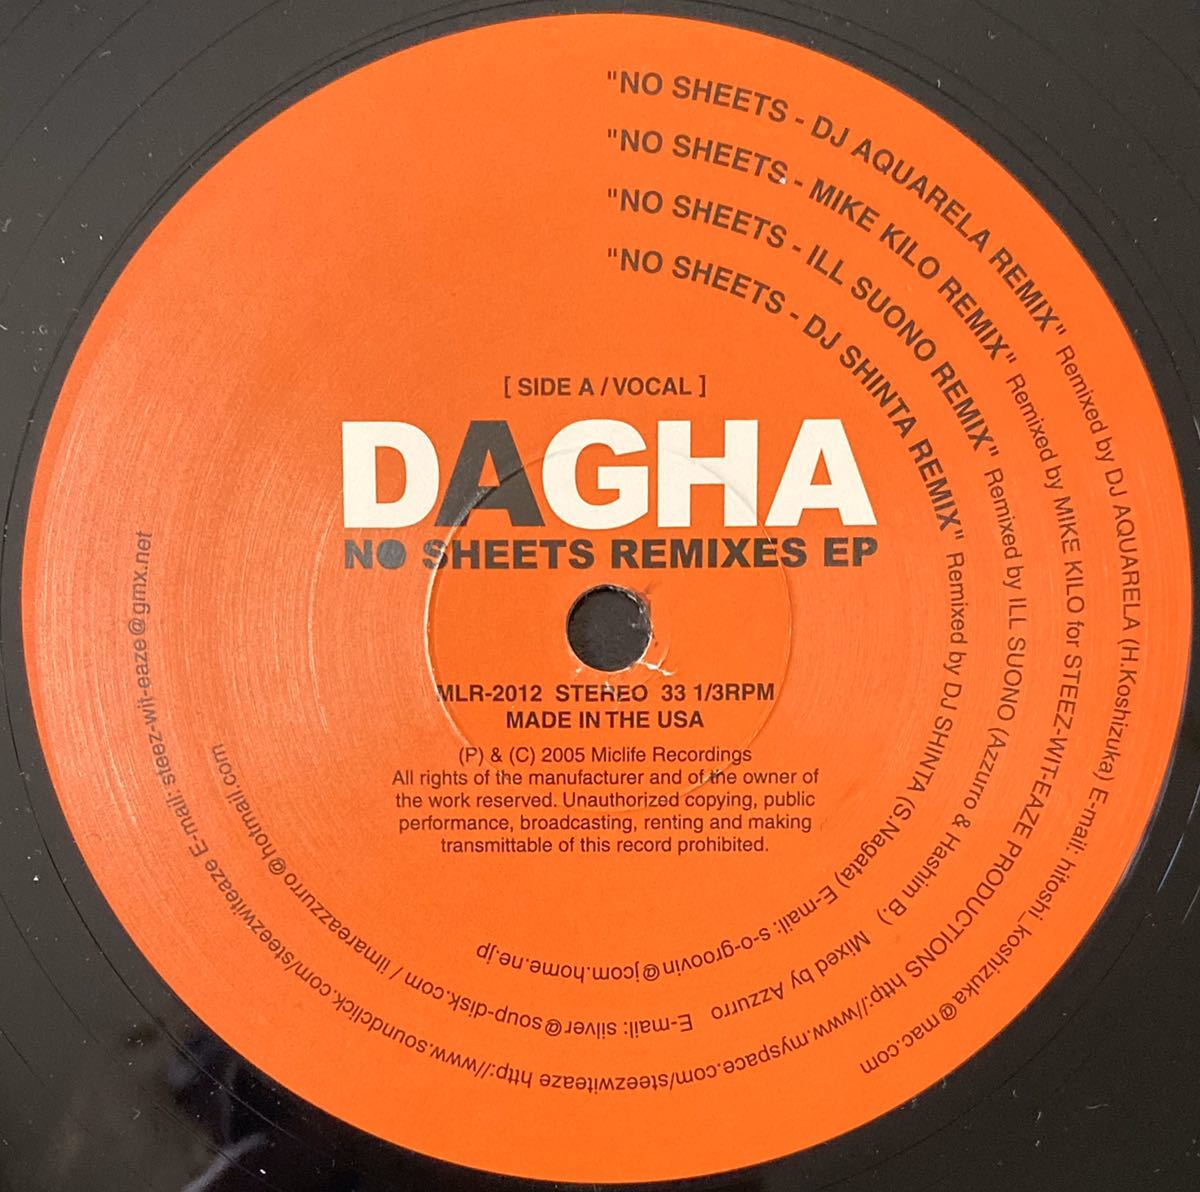 "NO SHEETS - DJ AQUARELA REMIX" Remixed by DJ AQUARELA (H.Koshizuka) E-mail: hitoshi_koshizuka@mac.com
"NO SHEETS - MIKE KILO REMIX" Remixed by MIKE KILO for STEEZ-WIT-EAZE PRODUCTIONS http://www.myspace.com/steezwiteaze http://www.soundclick.com/steezwiteaze E-mail: steez-wit-eaze@gmx.net
"NO SHEETS - ILL SUONO REMIX" Remixed by ILL SUONO (Azzurro & Hashim B.) Mixed by Azzurro E-mail: silver@soup-disk.com / ilmareazzurro@hotmail.com
"NO SHEETS - DJ SHINTA REMIX" Remixed by DJ SHINTA (S.Nagata) E-mail: s-o-groovin@jcom.home.ne.jp
[ SIDE A / VOCAL ]
DAGHA
NO SHEETS REMIXES EP
MLR-2012 STEREO 33 1/3RPM
MADE IN THE USA
(P) & (C) 2005 Miclife Recordings
All rights of the manufacturer and of the owner of
the work reserved. Unauthorized copying, public
performance, broadcasting, renting and making
transmittable of this record prohibited.